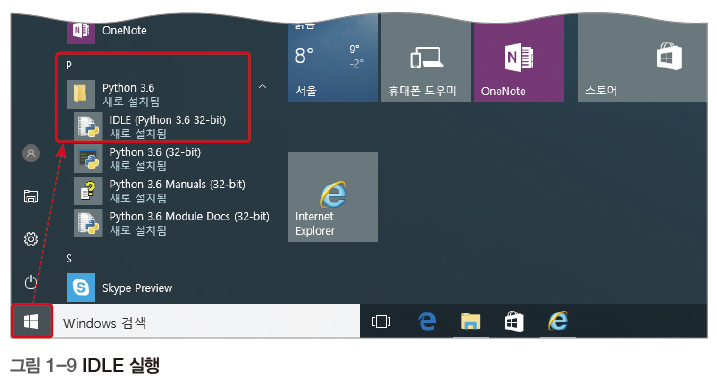 OneNote
P
Python 3.6
새로 설치됨
IDLE (Python 3.6 32-bit)
새로 설치됨
Python 3.6 (32-bit)
새로 설치됨
Python 3.6 Manuals (32-bit)
새로 설치됨
Python 3.6 Module Docs (32-bit)
새로 설치됨
S
Skype Preview
Windows 검색
8°
9°
-2°
서울
휴대폰 도우미
N
OneNote
스토어
Internet
Explorer
그림 1-9 IDLE 실행